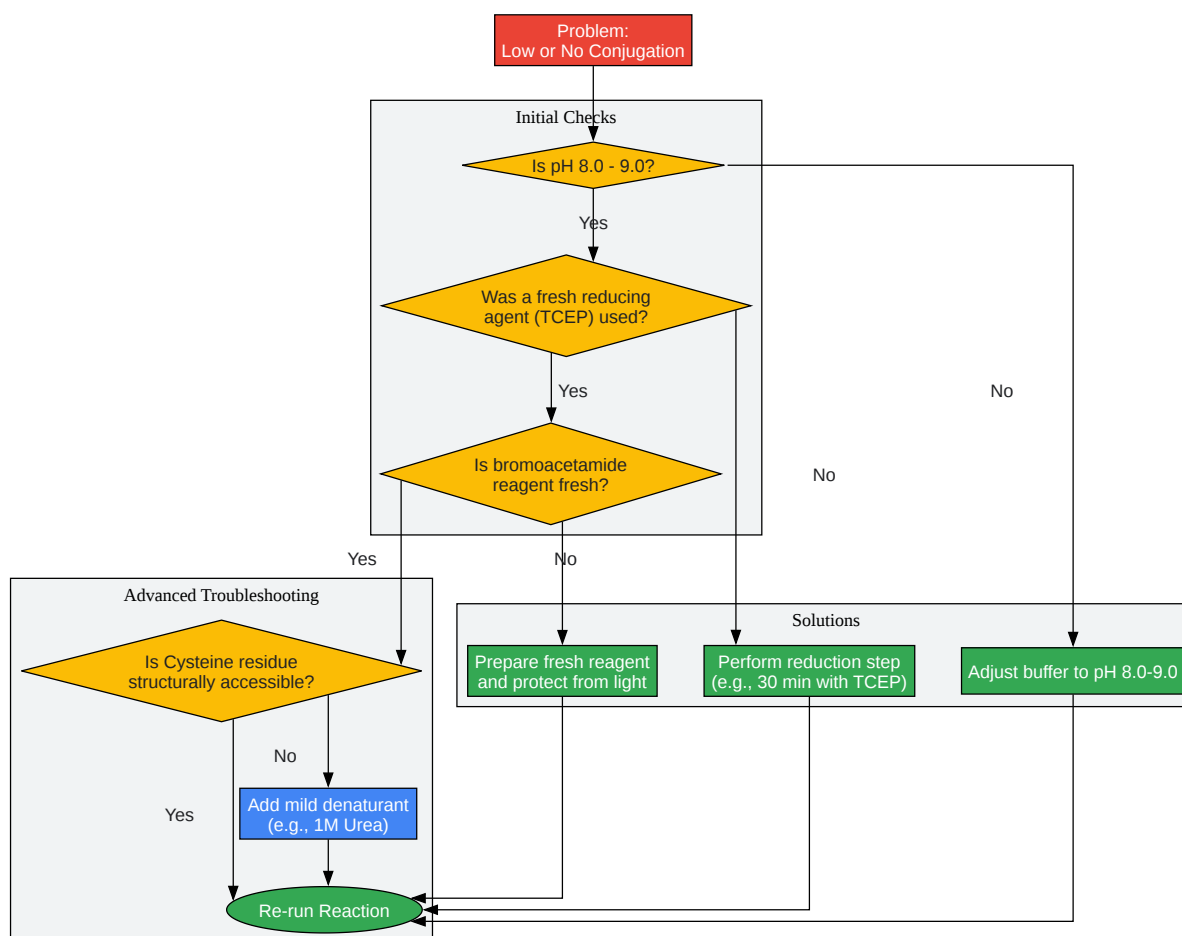 Problem:
Low or No Conjugation
Initial Checks
Is pH 8.0 - 9.0?
Yes
Was a fresh reducing
agent (TCEP) used?
Yes
No
Is bromoacetamide
reagent fresh?
No
Yes
No
Advanced Troubleshooting
Solutions
Is Cysteine residue
structurally accessible?
Prepare fresh reagent
and protect from light
Perform reduction step
(e.g., 30 min with TCEP)
Adjust buffer to pH 8.0-9.0
No
Yes
Add mild denaturant
(e.g., 1M Urea)
Re-run Reaction